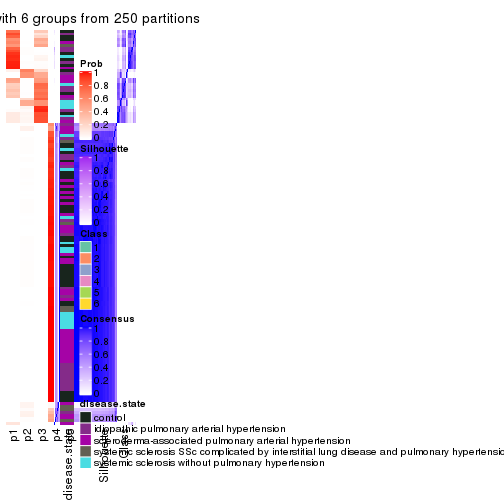 with 6 groups from 250 partitions
Prob
1
0.8
0.6
0.4
0.2
0
Silhouette
1
0.8
0.6
0.4
0.2
0
Class
1
2
3
4
5
6
Consensus
1
0.8
0.6
0.4
0.2
0
disease.state
control
idiopathic pulmonary arterial hypertension
scleroderma-associated pulmonary arterial hypertension
systemic sclerosis SSc complicated by interstitial lung disease and pulmonary hypertensio
systemic sclerosis without pulmonary hypertension
p1
p2
p3
p4
disease.state
Silhouette
Class